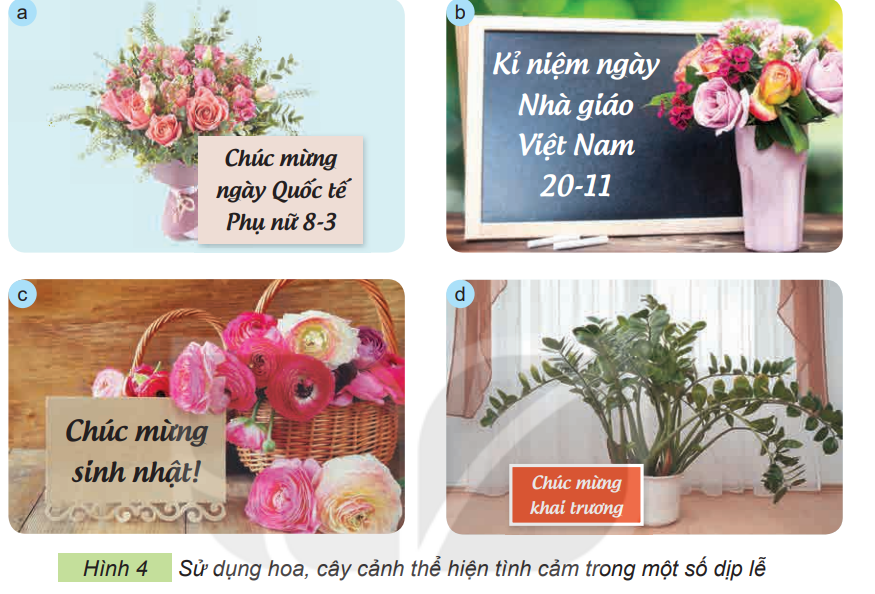 a
Chúc mừng
ngày Quốc tế
Phụ nữ 8-3
b
Kỉ niệm ngày
Nhà giáo
Việt Nam
20-11
c
Chúc mừng
sinh nhật!
d
Chúc mừng
khai trương
Hình 4 Sử dụng hoa, cây cảnh thể hiện tình cảm trong một số dịp lễ